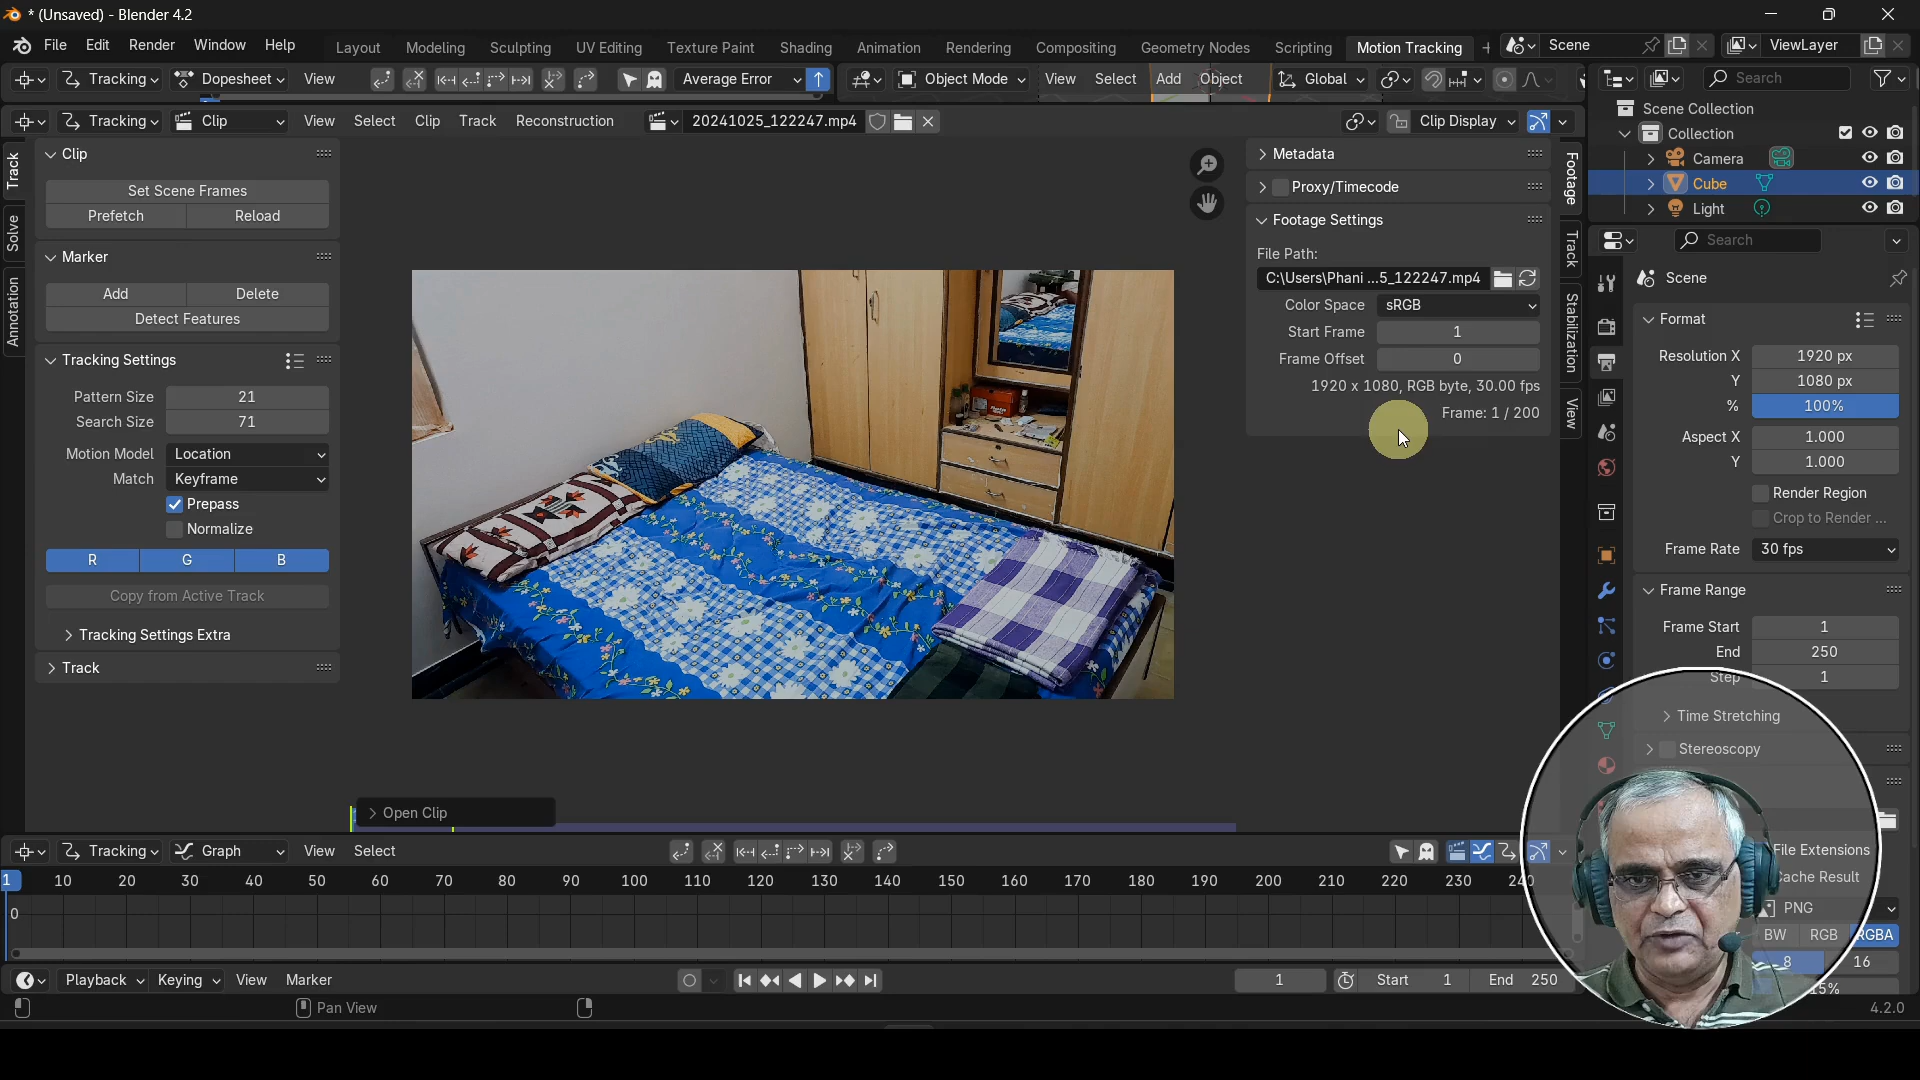 * (Unsaved) - Blender 4.2
File Edit Render Window Help Layout Modeling Sculpting UV Editing Texture Paint Shading Animation Rendering Compositing Geometry Nodes Scripting Motion Tracking + Scene ViewLayer
Tracking Dopesheet View Average Error Object Mode View Select Add Object Global Search
Tracking Clip View Select Clip Track Reconstruction 20241025_122247.mp4 Clip Display
Scene Collection
Collection
Camera
Cube
Light
Track
Solve
Annotation
Clip
Set Scene Frames
Prefetch Reload
Marker
Add Delete
Detect Features
Tracking Settings
Pattern Size 21
Search Size 71
Motion Model Location
Match Keyframe
Prepass
Normalize
R G B
Copy from Active Track
Tracking Settings Extra
Track
Metadata
Proxy/Timecode
Footage Settings
File Path:
C:\Users\Phani ...5_122247.mp4
Color Space sRGB
Start Frame 1
Frame Offset 0
1920 x 1080, RGB byte, 30.00 fps
Frame: 1 / 200
Footage
Track
Stabilization
View
Search
Scene
Format
Resolution X 1920 px
Y 1080 px
% 100%
Aspect X 1.000
Y 1.000
Render Region
Crop to Render ...
Frame Rate 30 fps
Frame Range
Frame Start 1
End 250
Step 1
Time Stretching
Stereoscopy
File Extensions
Cache Result
PNG
BW RGB RGBA
8 16
15%
Open Clip
Tracking Graph View Select
1 10 20 30 40 50 60 70 80 90 100 110 120 130 140 150 160 170 180 190 200 210 220 230 240
0
Playback Keying View Marker 1 Start 1 End 250
Pan View
4.2.0